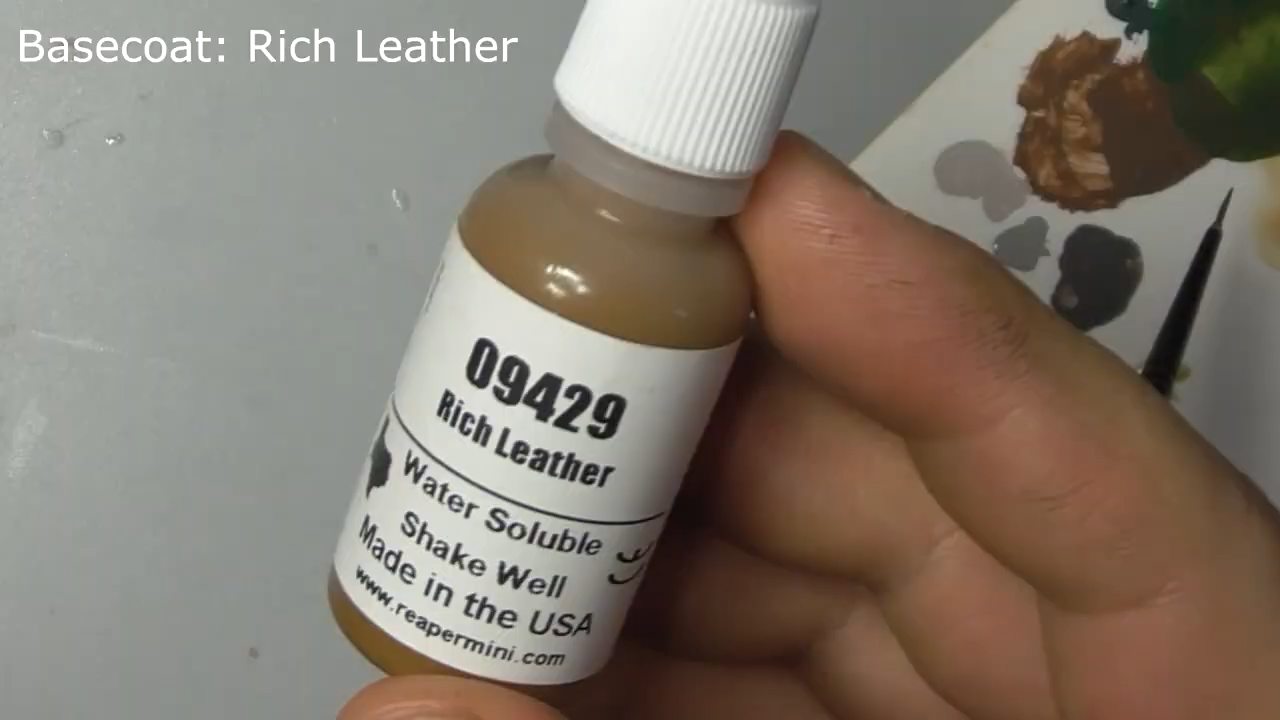 Basecoat: Rich Leather
09429
Rich Leather
Water Soluble
Shake Well
Made in the USA
www.reapermini.com